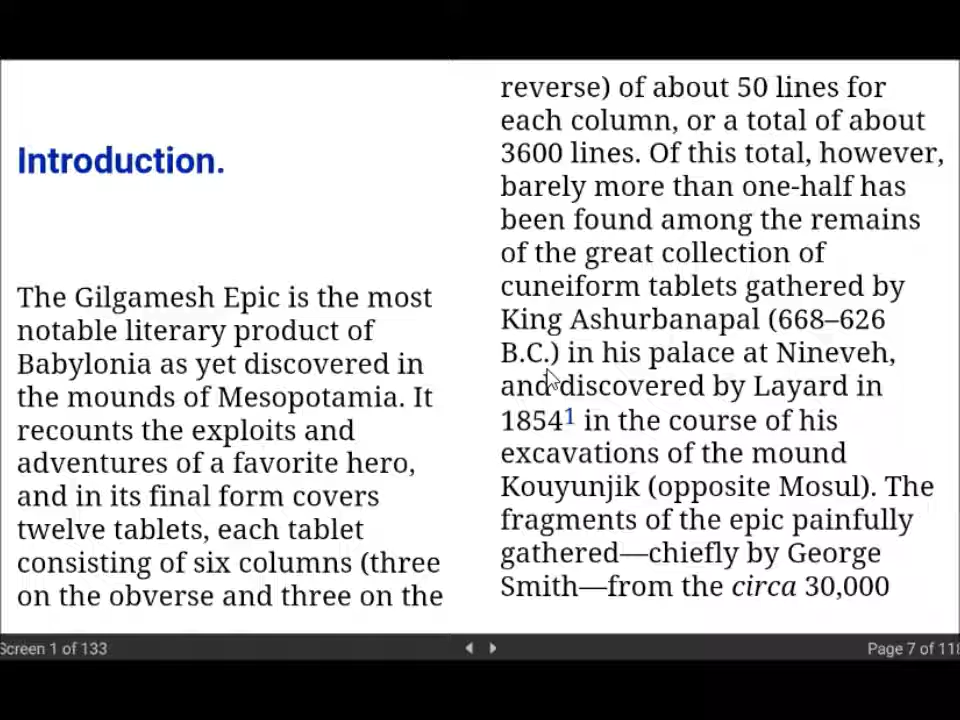 Introduction.
The Gilgamesh Epic is the most
notable literary product of
Babylonia as yet discovered in
the mounds of Mesopotamia. It
recounts the exploits and
adventures of a favorite hero,
and in its final form covers
twelve tablets, each tablet
consisting of six columns (three
on the obverse and three on the
reverse) of about 50 lines for
each column, or a total of about
3600 lines. Of this total, however,
barely more than one-half has
been found among the remains
of the great collection of
cuneiform tablets gathered by
King Ashurbanapal (668–626
B.C.) in his palace at Nineveh,
and discovered by Layard in
1854¹ in the course of his
excavations of the mound
Kouyunjik (opposite Mosul). The
fragments of the epic painfully
gathered—chiefly by George
Smith—from the circa 30,000
Screen 1 of 133
Page 7 of 118